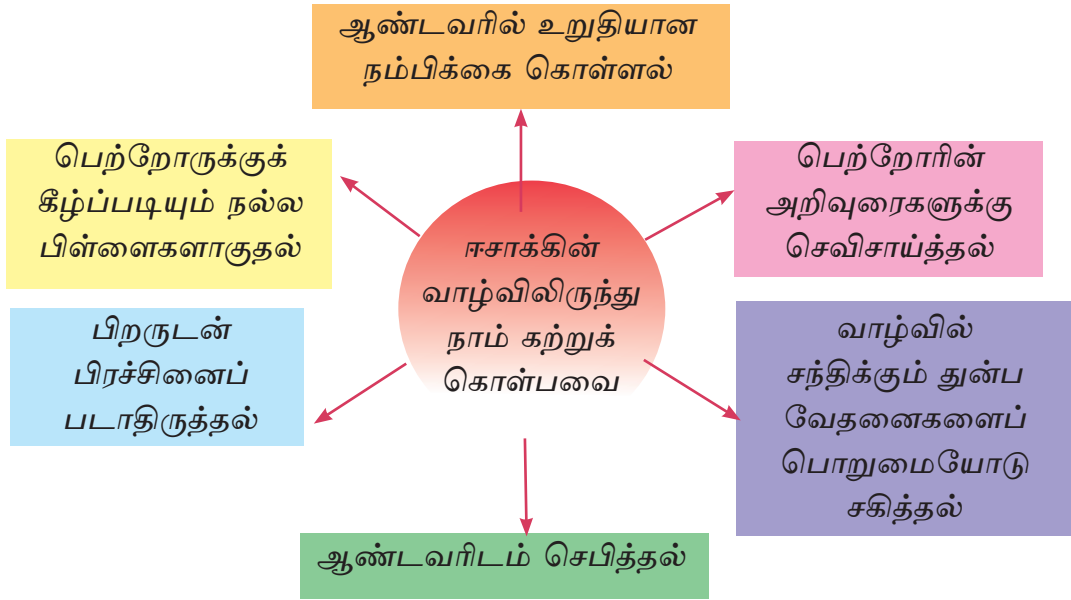 ஆண்டவரில் உறுதியான
நம்பிக்கை கொள்ளல்
பெற்றோருக்குக்
கீழ்ப்படியும் நல்ல
பிள்ளைகளாகுதல்
பெற்றோரின்
அறிவுரைகளுக்கு
செவிசாய்த்தல்
ஈசாக்கின்
வாழ்விலிருந்து
நாம் கற்றுக்
கொள்பவை
பிறருடன்
பிரச்சினைப்
படாதிருத்தல்
வாழ்வில்
சந்திக்கும் துன்ப
வேதனைகளைப்
பொறுமையோடு
சகித்தல்
ஆண்டவரிடம் செபித்தல்